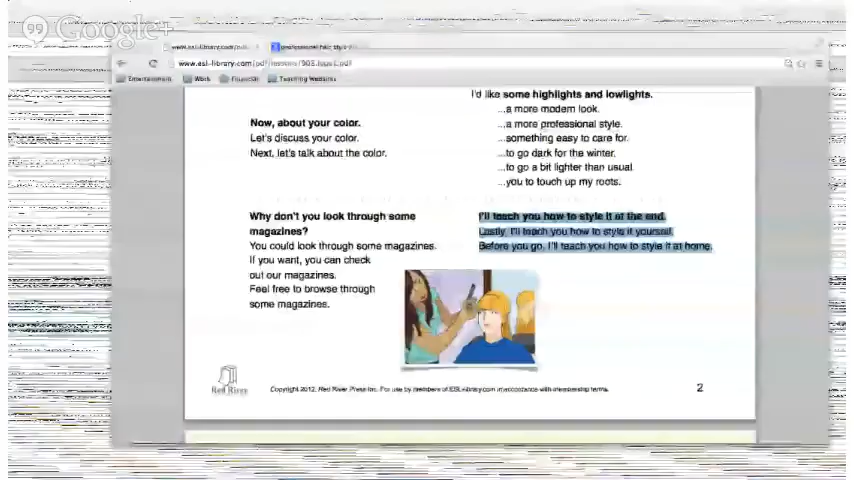 Google+
www.esl-library.com/pdf/lessons/
Entertainment Work Financial Teaching Websites
I'd like some highlights and lowlights.
...a more modern look.
Now, about your color.
...a more professional style.
Let's discuss your color.
...something easy to care for.
Next, let's talk about the color.
...to go dark for the winter.
...to go a bit lighter than usual.
...you to touch up my roots.
Why don't you look through some
magazines?
You could look through some magazines.
If you want, you can check
out our magazines.
Feel free to browse through
some magazines.
I'll teach you how to style it at the end.
Lastly, I'll teach you how to style it yourself.
Before you go, I'll teach you how to style it at home.
Red River
Copyright 2012, Red River Press Inc. For use by members of ESL-Library.com in accordance with membership terms.
2